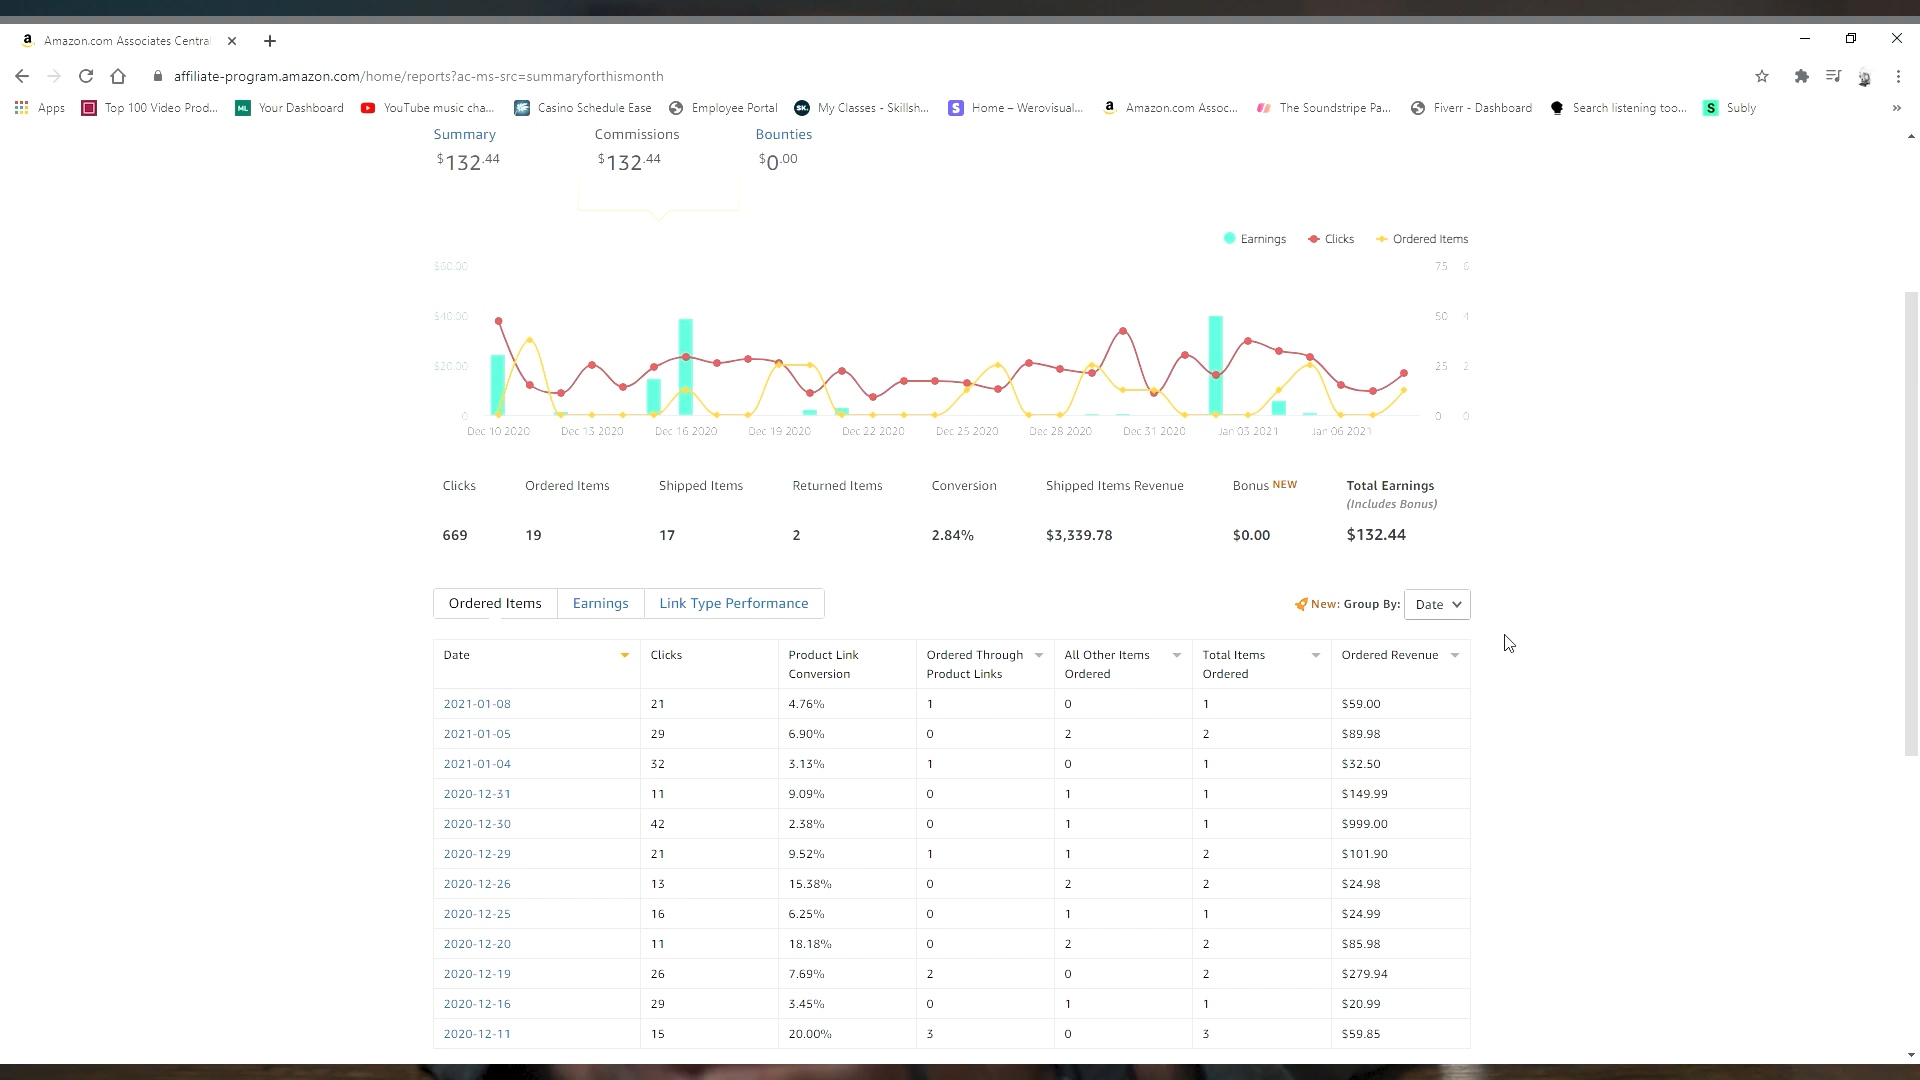 Amazon.com Associates Centra
affiliate-program.amazon.com/home/reports?ac-ms-src=summaryforthismonth
Apps Top 100 Video Prod... Your Dashboard YouTube music cha... Casino Schedule Ease Employee Portal My Classes - Skillsh... Home – Werovisual... Amazon.com Assoc... The Soundstripe Pa... Fiverr - Dashboard Search listening too... Subly »
Summary Commissions Bounties
$132.44 $132.44 $0.00
Earnings Clicks Ordered Items
$60.00 75 6
$40.00 50 4
$20.00 25 2
0 0 0
Dec 10 2020 Dec 13 2020 Dec 16 2020 Dec 19 2020 Dec 22 2020 Dec 25 2020 Dec 28 2020 Dec 31 2020 Jan 03 2021 Jan 06 2021
Clicks Ordered Items Shipped Items Returned Items Conversion Shipped Items Revenue Bonus NEW Total Earnings
(Includes Bonus)
669 19 17 2 2.84% $3,339.78 $0.00 $132.44
Ordered Items Earnings Link Type Performance New: Group By: Date
Date Clicks Product Link Conversion Ordered Through Product Links All Other Items Ordered Total Items Ordered Ordered Revenue
2021-01-08 21 4.76% 1 0 1 $59.00
2021-01-05 29 6.90% 0 2 2 $89.98
2021-01-04 32 3.13% 1 0 1 $32.50
2020-12-31 11 9.09% 0 1 1 $149.99
2020-12-30 42 2.38% 0 1 1 $999.00
2020-12-29 21 9.52% 1 1 2 $101.90
2020-12-26 13 15.38% 0 2 2 $24.98
2020-12-25 16 6.25% 0 1 1 $24.99
2020-12-20 11 18.18% 0 2 2 $85.98
2020-12-19 26 7.69% 2 0 2 $279.94
2020-12-16 29 3.45% 0 1 1 $20.99
2020-12-11 15 20.00% 3 0 3 $59.85